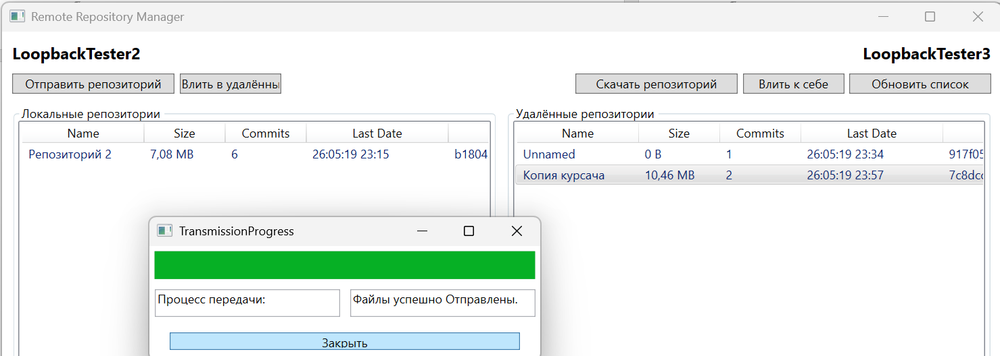 Remote Repository Manager
LoopbackTester2 LoopbackTester3
Отправить репозиторий Влить в удалённы Скачать репозиторий Влить к себе Обновить список
Локальные репозитории Удалённые репозитории
Name Size Commits Last Date Name Size Commits Last Date
Репозиторий 2 7,08 MB 6 26:05:19 23:15 b1804 Unnamed 0 B 1 26:05:19 23:34 917f05
Копия курсача 10,46 MB 2 26:05:19 23:57 7c8dcc
TransmissionProgress
Процесс передачи: Файлы успешно Отправлены.
Закрыть